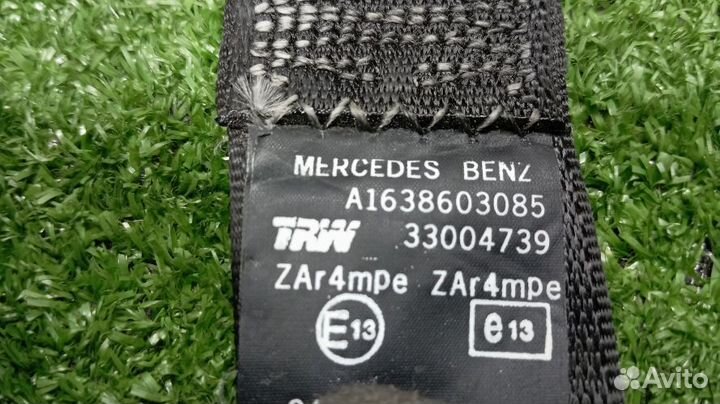 MERCEDES BENZ
A1638603085
TRW 33004739
ZAr4mpe ZAr4mpe
E13 e13
Avito